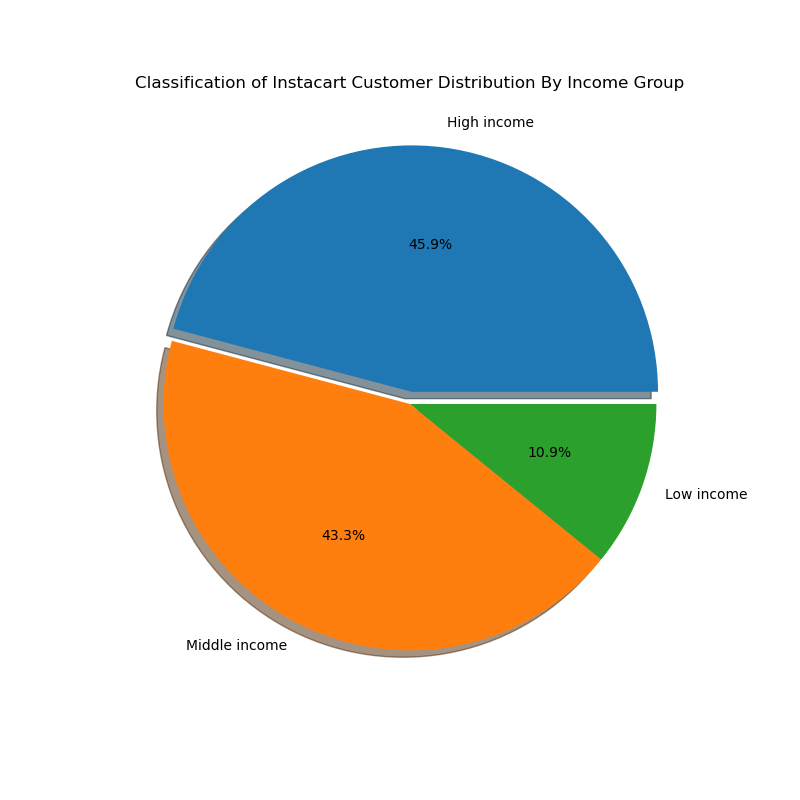 Classification of Instacart Customer Distribution By Income Group
High income
45.9%
10.9%
Low income
43.3%
Middle income